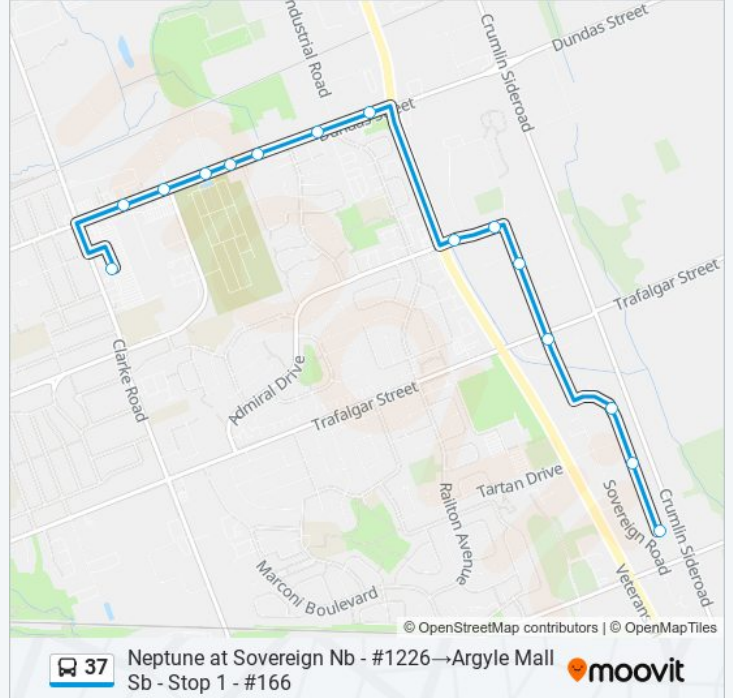 Industrial Road
Crumlin Sideroad
Dundas Street
Dundas Street
Trafalgar Street
Clarke Road
Admiral Drive
Trafalgar Street
Tartan Drive
Railton Avenue
Sovereign Road
Crumlin Sideroad
Marconi Boulevard
Veterans
© OpenStreetMap contributors | © OpenMapTiles
37
Neptune at Sovereign Nb - #1226→Argyle Mall
Sb - Stop 1 - #166
moovit